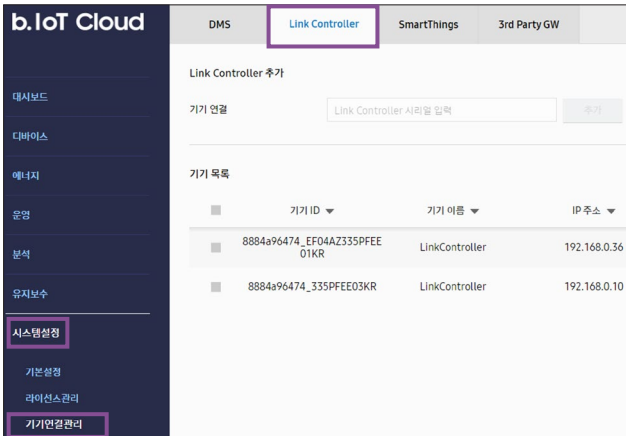 b.IoT Cloud
DMS
Link Controller
SmartThings
3rd Party GW
Link Controller 추가
기기 연결
Link Controller 시리얼 입력
추가
기기 목록
기기 ID ▼
기기 이름 ▼
IP 주소 ▼
8884a96474_EF04AZ335PFEE
01KR
LinkController
192.168.0.36
8884a96474_335PFEE03KR
LinkController
192.168.0.10
대시보드
디바이스
에너지
운영
분석
유지보수
시스템설정
기본설정
라이선스관리
기기연결관리